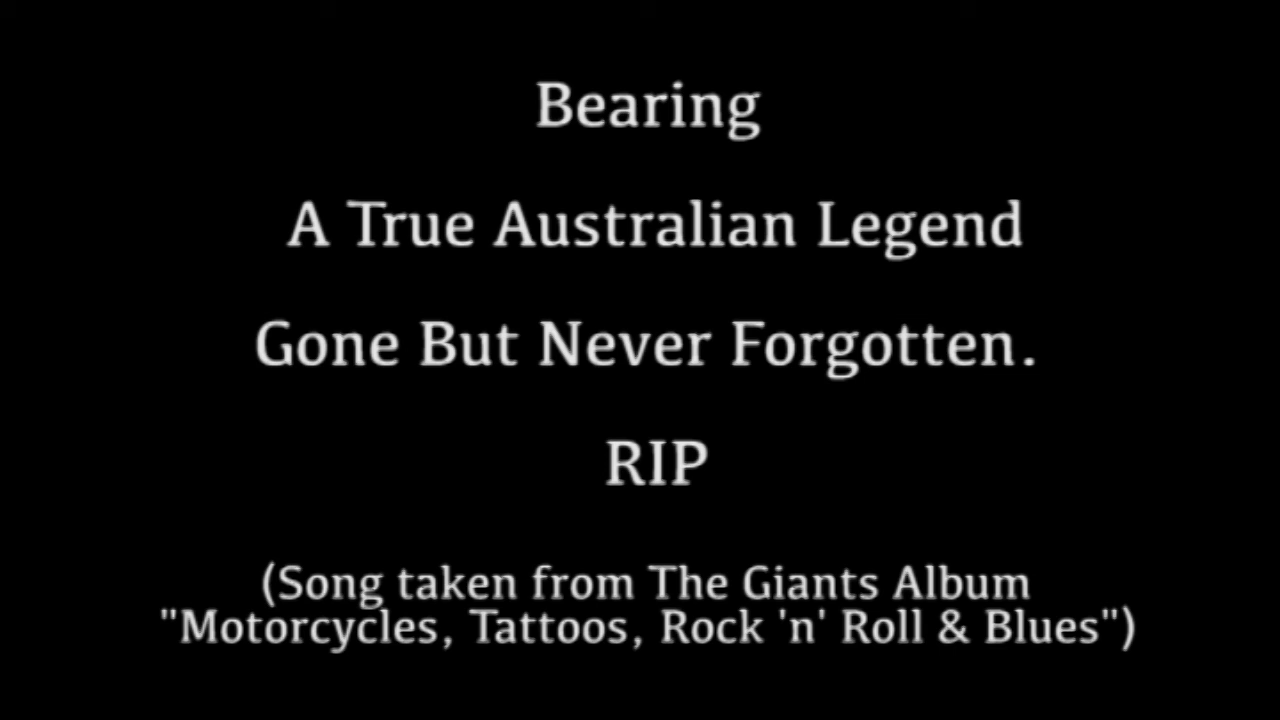 Bearing
A True Australian Legend
Gone But Never Forgotten.
RIP
(Song taken from The Giants Album
"Motorcycles, Tattoos, Rock 'n' Roll & Blues")